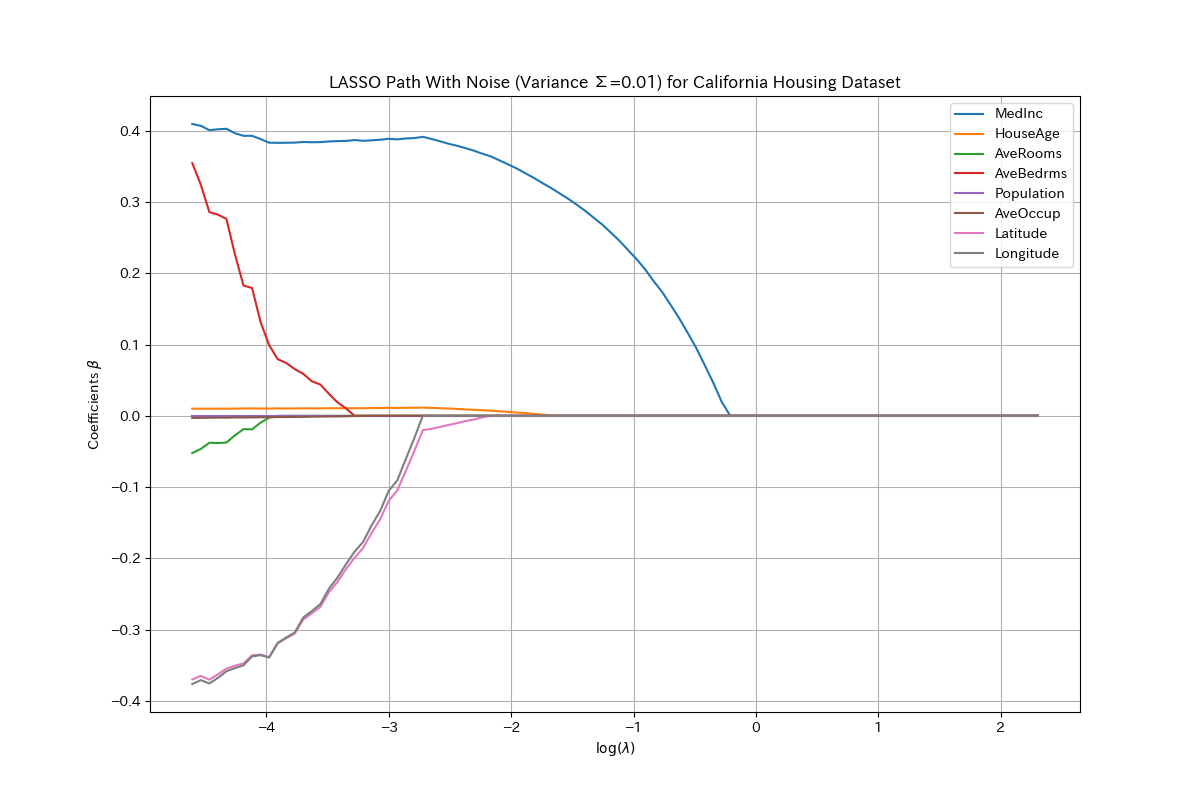 LASSO Path With Noise (Variance Σ=0.01) for California Housing Dataset
MedInc
HouseAge
AveRooms
AveBedrms
Population
AveOccup
Latitude
Longitude
0.4
0.3
0.2
0.1
0.0
−0.1
−0.2
−0.3
−0.4
Coefficients β
−4 −3 −2 −1 0 1 2
log(λ)